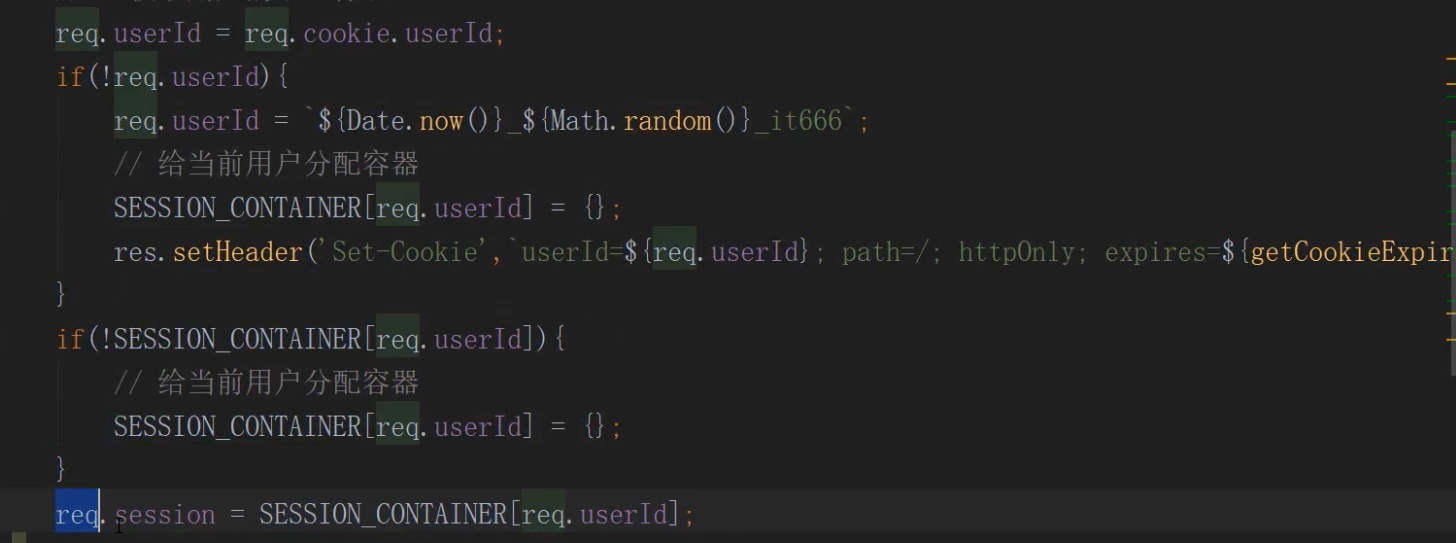 req.userId = req.cookie.userId;
if(!req.userId){
req.userId = `${Date.now()}_${Math.random()}_it666`;
// 给当前用户分配容器
SESSION_CONTAINER[req.userId] = {};
res.setHeader('Set-Cookie',`userId=${req.userId}; path=/; httpOnly; expires=${getCookieExpir
}
if(!SESSION_CONTAINER[req.userId]){
// 给当前用户分配容器
SESSION_CONTAINER[req.userId] = {};
}
req.session = SESSION_CONTAINER[req.userId];